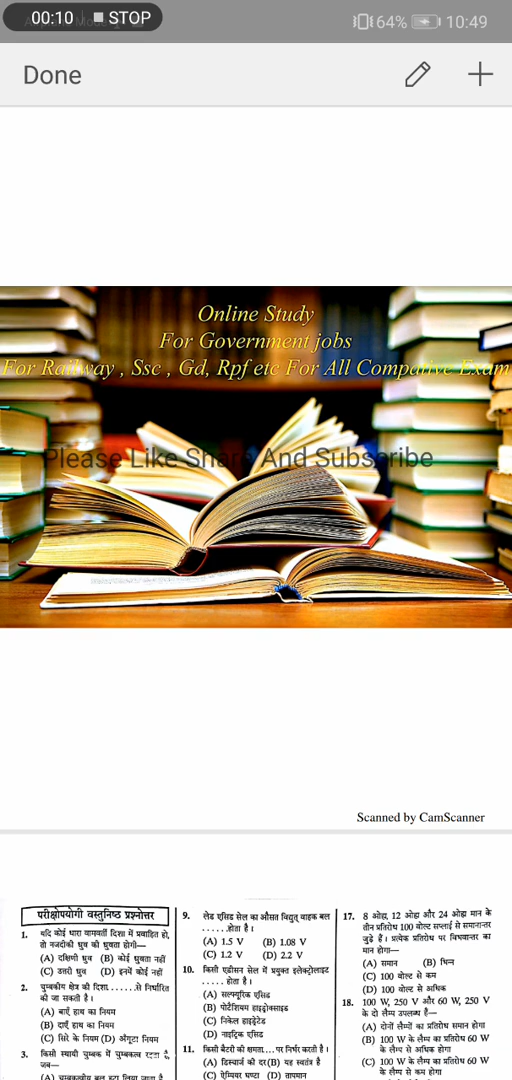 00:10 STOP
64% 10:49
Done
Online Study
For Government jobs
For Railway , Ssc , Gd, Rpf etc For All Compative Exam
Please Like Share And Subscribe
Scanned by CamScanner
परीक्षोपयोगी वस्तुनिष्ठ प्रश्नोत्तर
1. यदि कोई धारा वामवर्ती दिशा में प्रवाहित हो,
तो नजदीकी ध्रुव की ध्रुवता होगी—
(A) दक्षिणी ध्रुव (B) कोई ध्रुवता नहीं
(C) उत्तरी ध्रुव (D) इनमें कोई नहीं
2. चुम्बकीय क्षेत्र की दिशा .......से निर्धारित
की जा सकती है।
(A) बाएँ हाथ का नियम
(B) दाएँ हाथ का नियम
(C) सिरे के नियम (D) अँगूठा नियम
3. किसी स्थायी चुम्बक में चुम्बकत्व रहता है,
जब—
(A) चुम्बकत्वीय बल हटा लिया जाता है
9. लेड एसिड सेल का औसत विद्युत् वाहक बल
......होता है।
(A) 1.5 V (B) 1.08 V
(C) 1.2 V (D) 2.2 V
10. किसी एडीसन सेल में प्रयुक्त इलेक्ट्रोलाइट
...... होता है।
(A) सल्फ्यूरिक एसिड
(B) पोटैशियम हाइड्रोक्साइड
(C) निकेल हाइड्रेटेड
(D) नाइट्रिक एसिड
11. किसी बैटरी की क्षमता....पर निर्भर करती है।
(A) डिस्चार्ज की दर (B) यह स्वतंत्र है
(C) ऐम्पियर घण्टा (D) तापमान
17. 8 ओह्म, 12 ओह्म और 24 ओह्म मान के
तीन प्रतिरोध 100 वोल्ट सप्लाई से समानान्तर
जुड़े हैं। प्रत्येक प्रतिरोध पर विभवान्तर का
मान होगा—
(A) समान (B) भिन्न
(C) 100 वोल्ट से कम
(D) 100 वोल्ट से अधिक
18. 100 W, 250 V और 60 W, 250 V
के दो लैम्प उपलब्ध है—
(A) दोनों लैम्पों का प्रतिरोध समान होगा
(B) 100 W के लैम्प का प्रतिरोध 60 W
के लैम्प से अधिक होगा
(C) 100 W के लैम्प का प्रतिरोध 60 W
के लैम्प से कम होगा